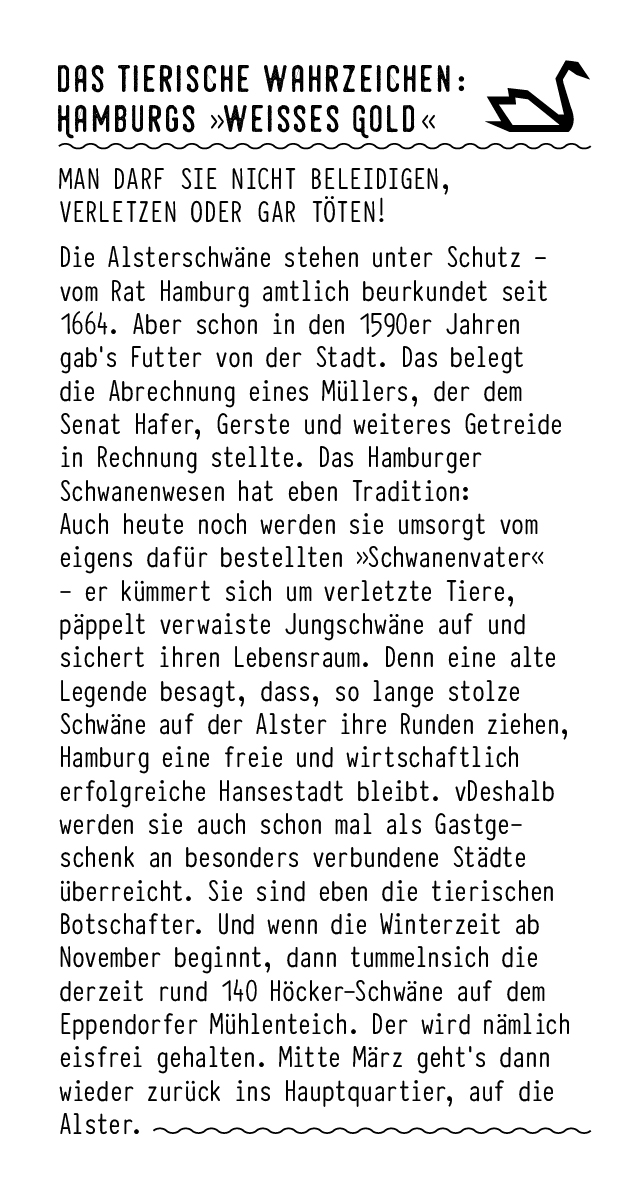 DAS TIERISCHE WAHRZEICHEN:
HAMBURGS »WEISSES GOLD«
MAN DARF SIE NICHT BELEIDIGEN,
VERLETZEN ODER GAR TÖTEN!
Die Alsterschwäne stehen unter Schutz –
vom Rat Hamburg amtlich beurkundet seit
1664. Aber schon in den 1590er Jahren
gab's Futter von der Stadt. Das belegt
die Abrechnung eines Müllers, der dem
Senat Hafer, Gerste und weiteres Getreide
in Rechnung stellte. Das Hamburger
Schwanenwesen hat eben Tradition:
Auch heute noch werden sie umsorgt vom
eigens dafür bestellten »Schwanenvater«
– er kümmert sich um verletzte Tiere,
päppelt verwaiste Jungschwäne auf und
sichert ihren Lebensraum. Denn eine alte
Legende besagt, dass, so lange stolze
Schwäne auf der Alster ihre Runden ziehen,
Hamburg eine freie und wirtschaftlich
erfolgreiche Hansestadt bleibt. vDeshalb
werden sie auch schon mal als Gastge-
schenk an besonders verbundene Städte
überreicht. Sie sind eben die tierischen
Botschafter. Und wenn die Winterzeit ab
November beginnt, dann tummelnsich die
derzeit rund 140 Höcker-Schwäne auf dem
Eppendorfer Mühlenteich. Der wird nämlich
eisfrei gehalten. Mitte März geht's dann
wieder zurück ins Hauptquartier, auf die
Alster.